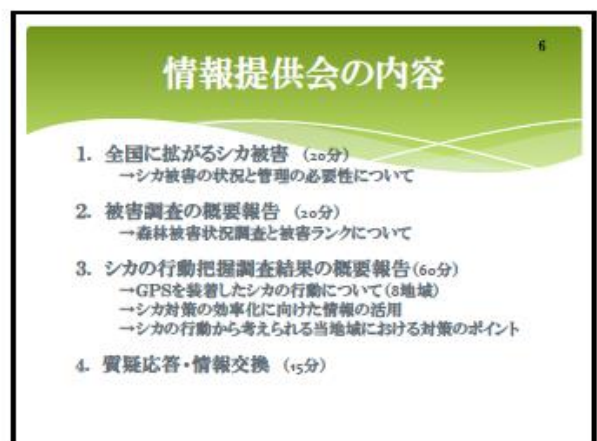 6
情報提供会の内容
1. 全国に拡がるシカ被害 (20分)
→シカ被害の状況と管理の必要性について
2. 被害調査の概要報告 (20分)
→森林被害状況調査と被害ランクについて
3. シカの行動把握調査結果の概要報告(60分)
→GPSを装着したシカの行動について(8地域)
→シカ対策の効率化に向けた情報の活用
→シカの行動から考えられる当地域における対策のポイント
4. 質疑応答・情報交換 (15分)